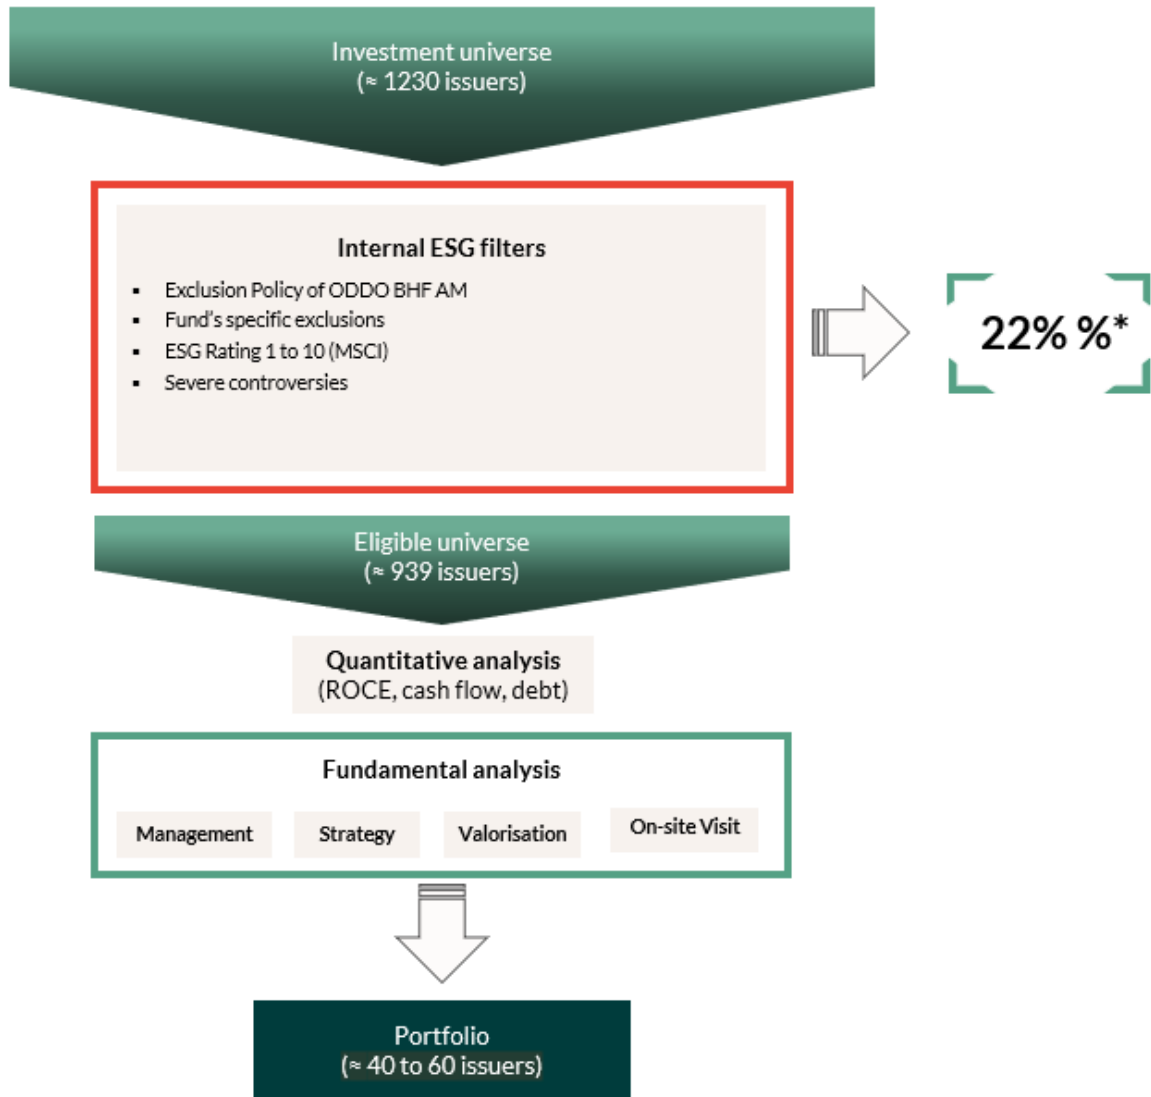 Investment universe
(≈ 1230 issuers)
Internal ESG filters
▪ Exclusion Policy of ODDO BHF AM
▪ Fund's specific exclusions
▪ ESG Rating 1 to 10 (MSCI)
▪ Severe controversies
22% %*
Eligible universe
(≈ 939 issuers)
Quantitative analysis
(ROCE, cash flow, debt)
Fundamental analysis
Management
Strategy
Valorisation
On-site Visit
Portfolio
(≈ 40 to 60 issuers)